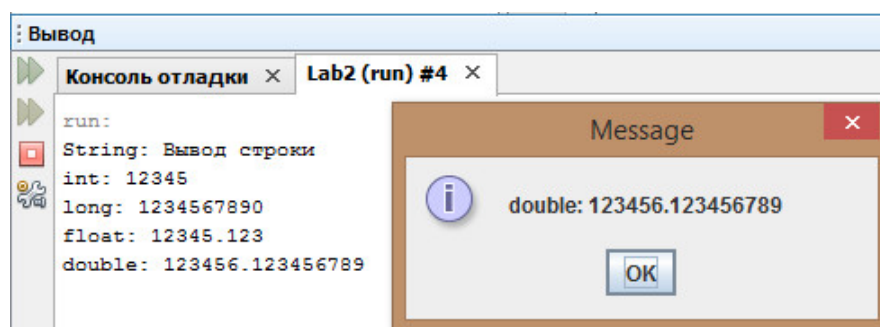 Вывод
Консоль отладки × Lab2 (run) #4 ×
run:
String: Вывод строки
int: 12345
long: 1234567890
float: 12345.123
double: 123456.123456789
Message
double: 123456.123456789
OK